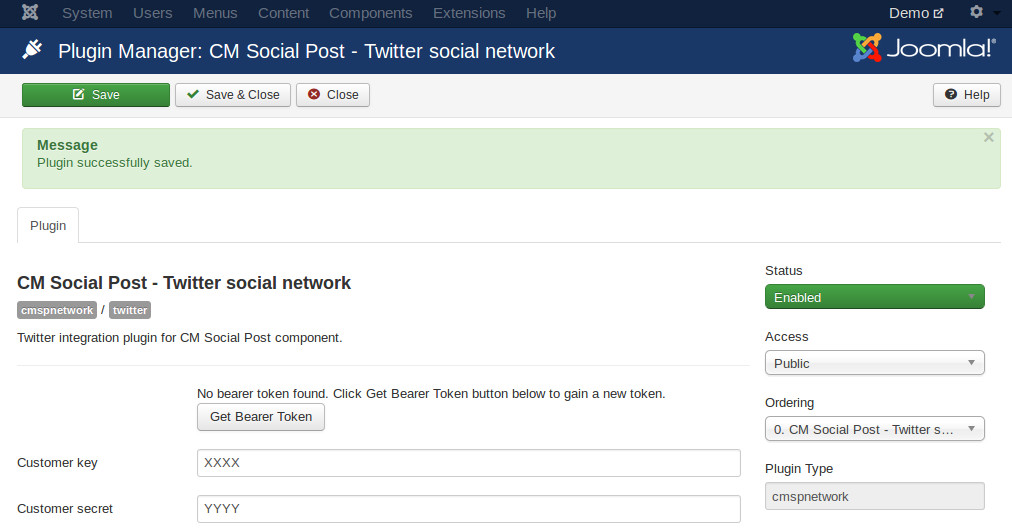 System Users Menus Content Components Extensions Help Demo
Plugin Manager: CM Social Post - Twitter social network Joomla!®
Save Save & Close Close Help
Message
Plugin successfully saved.
Plugin
CM Social Post - Twitter social network
cmspnetwork / twitter
Twitter integration plugin for CM Social Post component.
No bearer token found. Click Get Bearer Token button below to gain a new token.
Get Bearer Token
Customer key XXXX
Customer secret YYYY
Status
Enabled
Access
Public
Ordering
0. CM Social Post - Twitter s...
Plugin Type
cmspnetwork